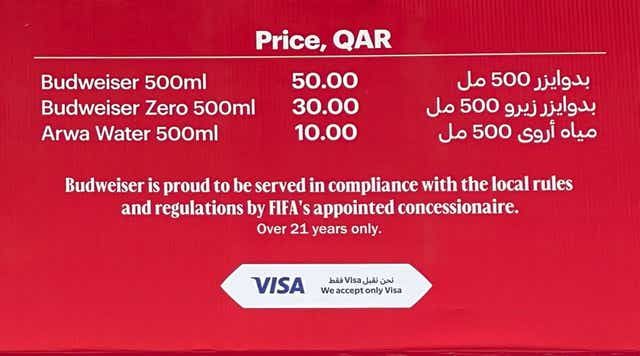 Price, QAR
Budweiser 500ml 50.00 بدوايزر 500 مل
Budweiser Zero 500ml 30.00 بدوايزر زيرو 500 مل
Arwa Water 500ml 10.00 مياه أروى 500 مل
Budweiser is proud to be served in compliance with the local rules
and regulations by FIFA's appointed concessionaire.
Over 21 years only.
VISA نحن نقبل Visa فقط
We accept only Visa